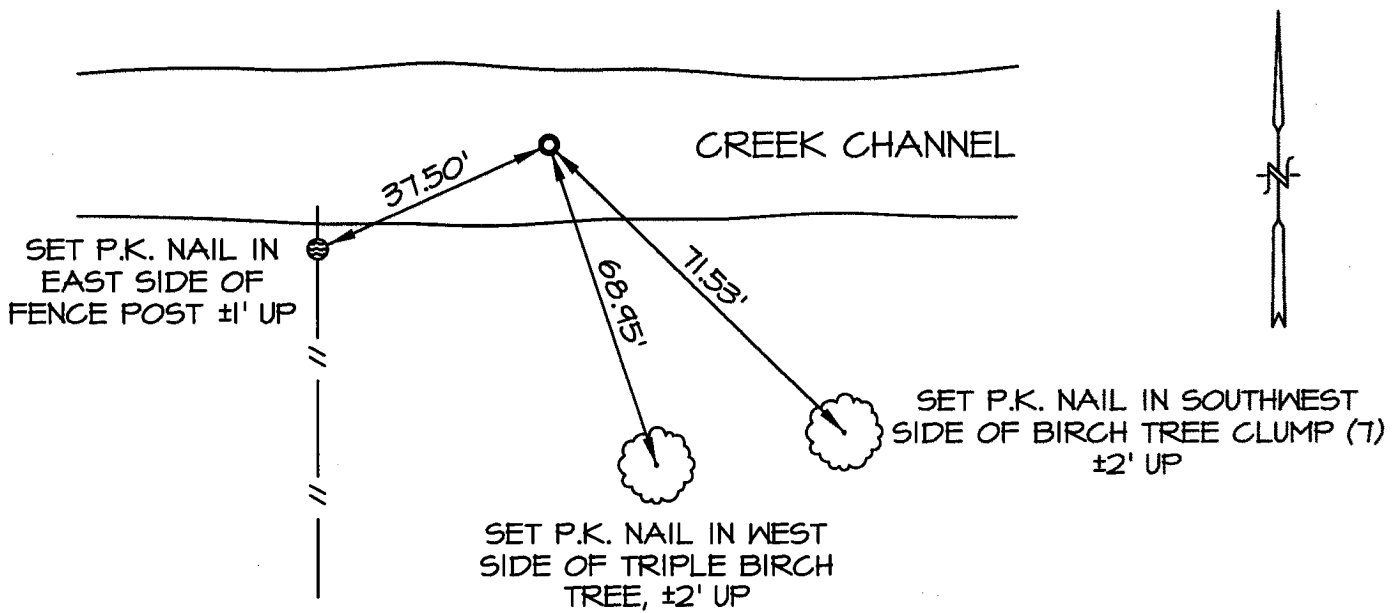 CREEK CHANNEL
N
37.50'
SET P.K. NAIL IN
EAST SIDE OF
FENCE POST ±1' UP
68.95'
71.53'
SET P.K. NAIL IN SOUTHWEST
SIDE OF BIRCH TREE CLUMP (7)
±2' UP
SET P.K. NAIL IN WEST
SIDE OF TRIPLE BIRCH
TREE, ±2' UP